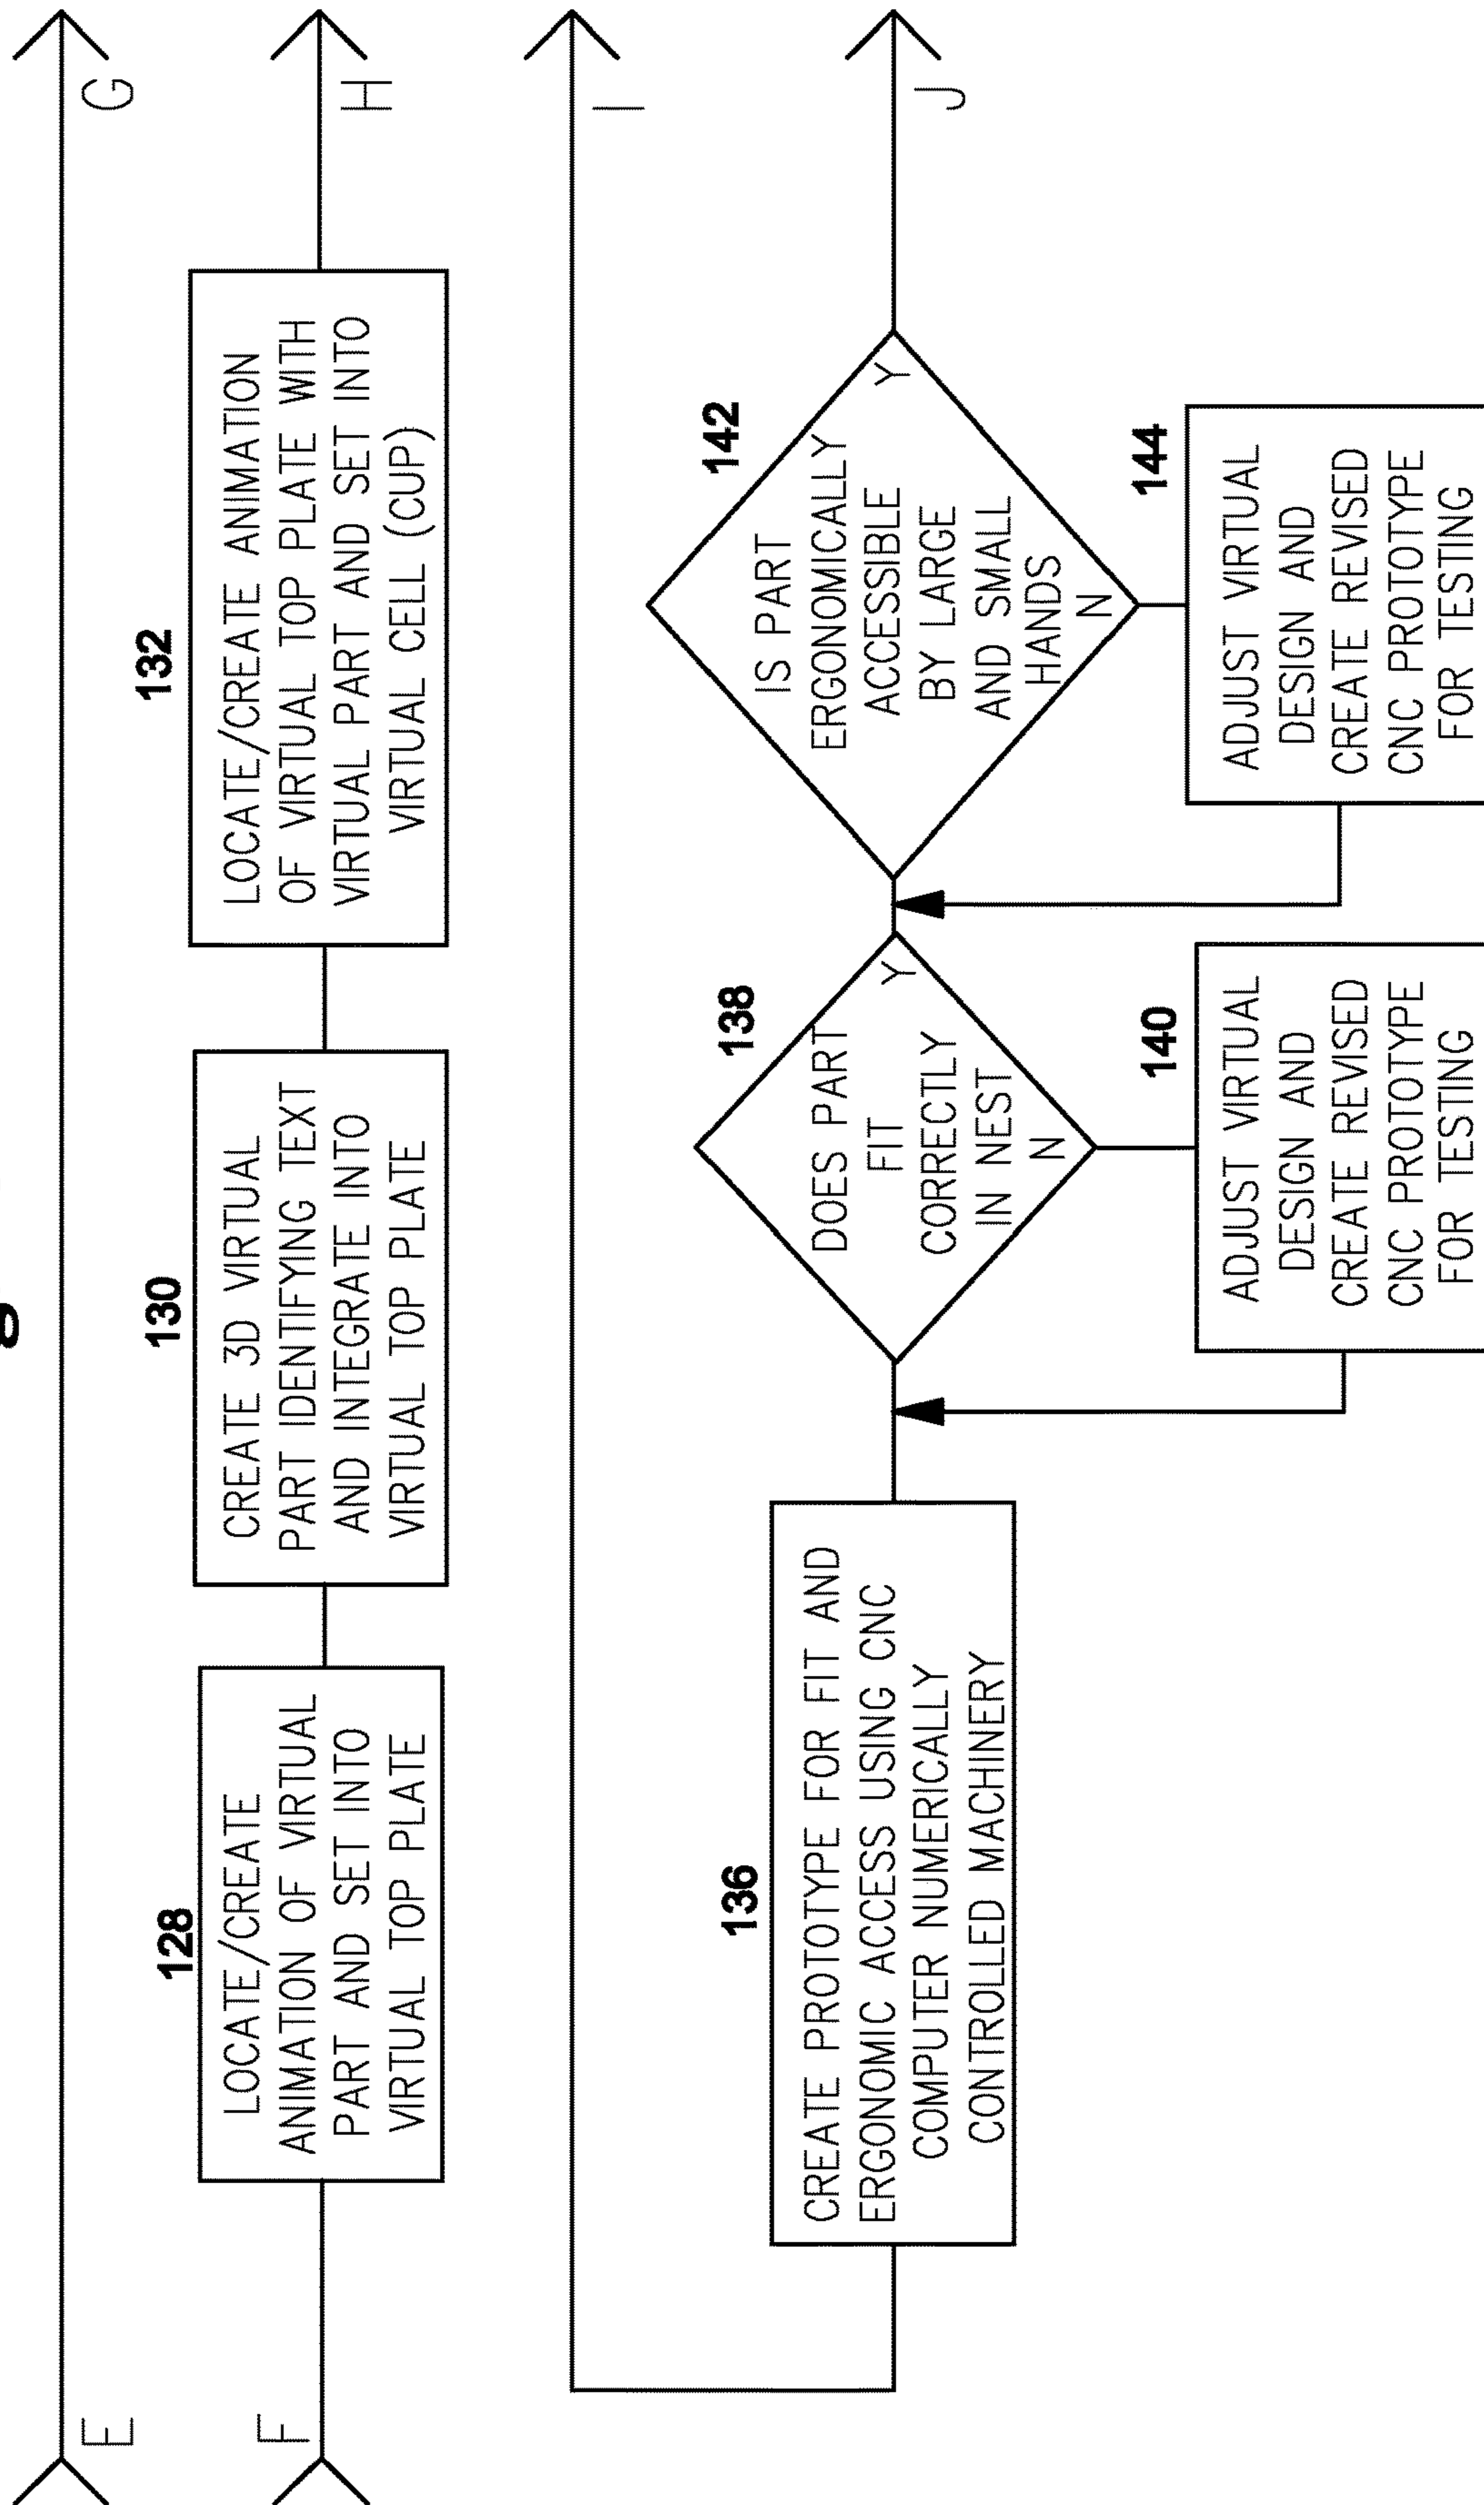 E
G
F
128
LOCATE/CREATE
ANIMATION OF VIRTUAL
PART AND SET INTO
VIRTUAL TOP PLATE
130
CREATE 3D VIRTUAL
PART IDENTIFYING TEXT
AND INTEGRATE INTO
VIRTUAL TOP PLATE
132
LOCATE/CREATE ANIMATION
OF VIRTUAL TOP PLATE WITH
VIRTUAL PART AND SET INTO
VIRTUAL CELL (CUP)
H
I
136
CREATE PROTOTYPE FOR FIT AND
ERGONOMIC ACCESS USING CNC
COMPUTER NUMERICALLY
CONTROLLED MACHINERY
138
DOES PART
FIT
CORRECTLY
IN NEST
Y
N
140
ADJUST VIRTUAL
DESIGN AND
CREATE REVISED
CNC PROTOTYPE
FOR TESTING
142
IS PART
ERGONOMICALLY
ACCESSIBLE
BY LARGE
AND SMALL
HANDS
Y
N
144
ADJUST VIRTUAL
DESIGN AND
CREATE REVISED
CNC PROTOTYPE
FOR TESTING
J